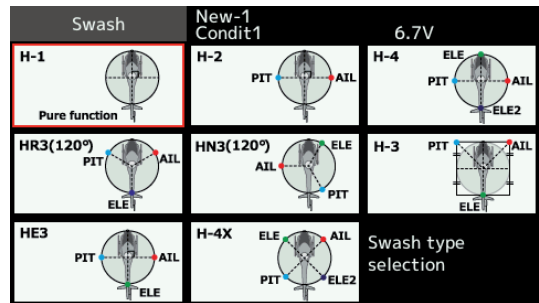 Swash
New-1
Condit1
6.7V
H-1
Pure function
H-2
PIT
AIL
H-4
ELE
PIT
AIL
ELE2
HR3(120º)
PIT
AIL
ELE
HN3(120º)
ELE
AIL
PIT
H-3
PIT
AIL
ELE
HE3
PIT
AIL
ELE
H-4X
ELE
AIL
PIT
ELE2
Swash type
selection